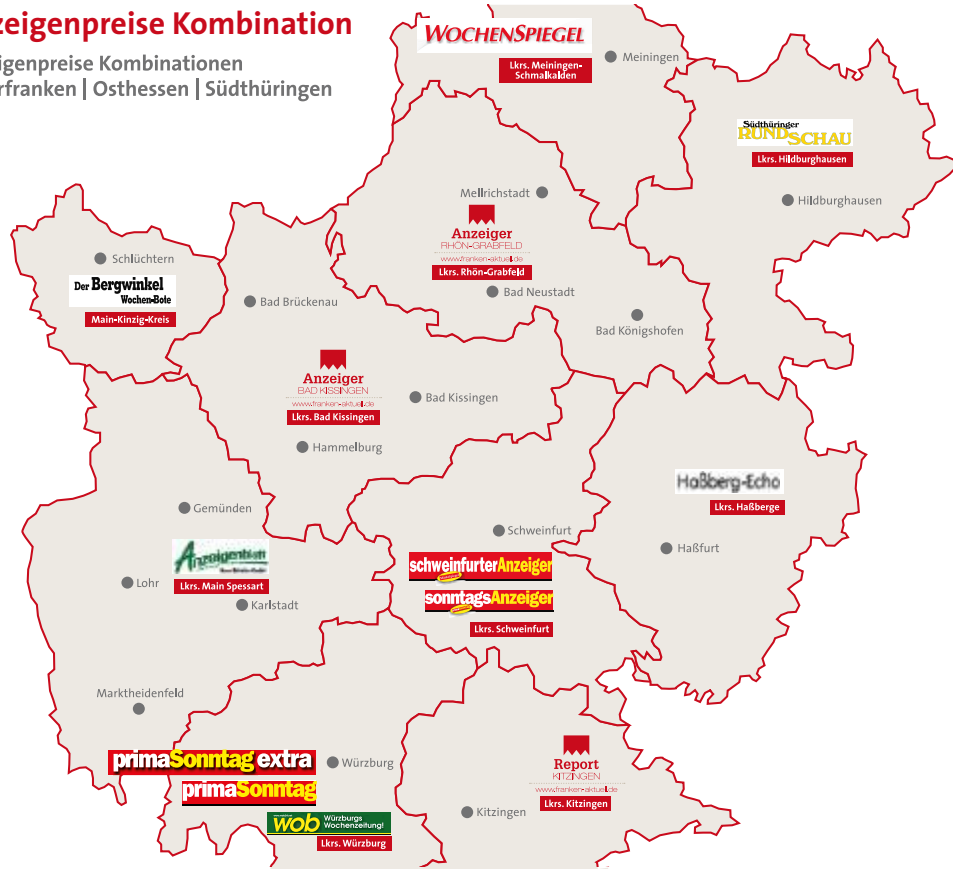 zeigenpreise Kombination
igenpreise Kombinationen
rfranken | Osthessen | Südthüringen
WOCHENSPIEGEL
Meiningen
Lkrs. Meiningen-
Schmalkalden
Südthüringer
RUNDSCHAU
Lkrs. Hildburghausen
Hildburghausen
Mellrichstadt
Anzeiger
RHÖN-GRABFELD
www.franken-aktuell.de
Lkrs. Rhön-Grabfeld
Bad Neustadt
Bad Königshofen
Schlüchtern
Der Bergwinkel
Wochen-Bote
Main-Kinzig-Kreis
Bad Brückenau
Anzeiger
BAD KISSINGEN
www.franken-aktuell.de
Lkrs. Bad Kissingen
Bad Kissingen
Hammelburg
Haßberg-Echo
Lkrs. Haßberge
Haßfurt
Gemünden
Anzeigenblatt
Lkrs. Main Spessart
Lohr
Karlstadt
Marktheidenfeld
Schweinfurt
schweinfurterAnzeiger
sonntagsAnzeiger
Lkrs. Schweinfurt
primaSonntag extra
primaSonntag
Würzburg
wob Würzburgs
Wochenzeitung!
Lkrs. Würzburg
Report
KITZINGEN
www.franken-aktuell.de
Lkrs. Kitzingen
Kitzingen